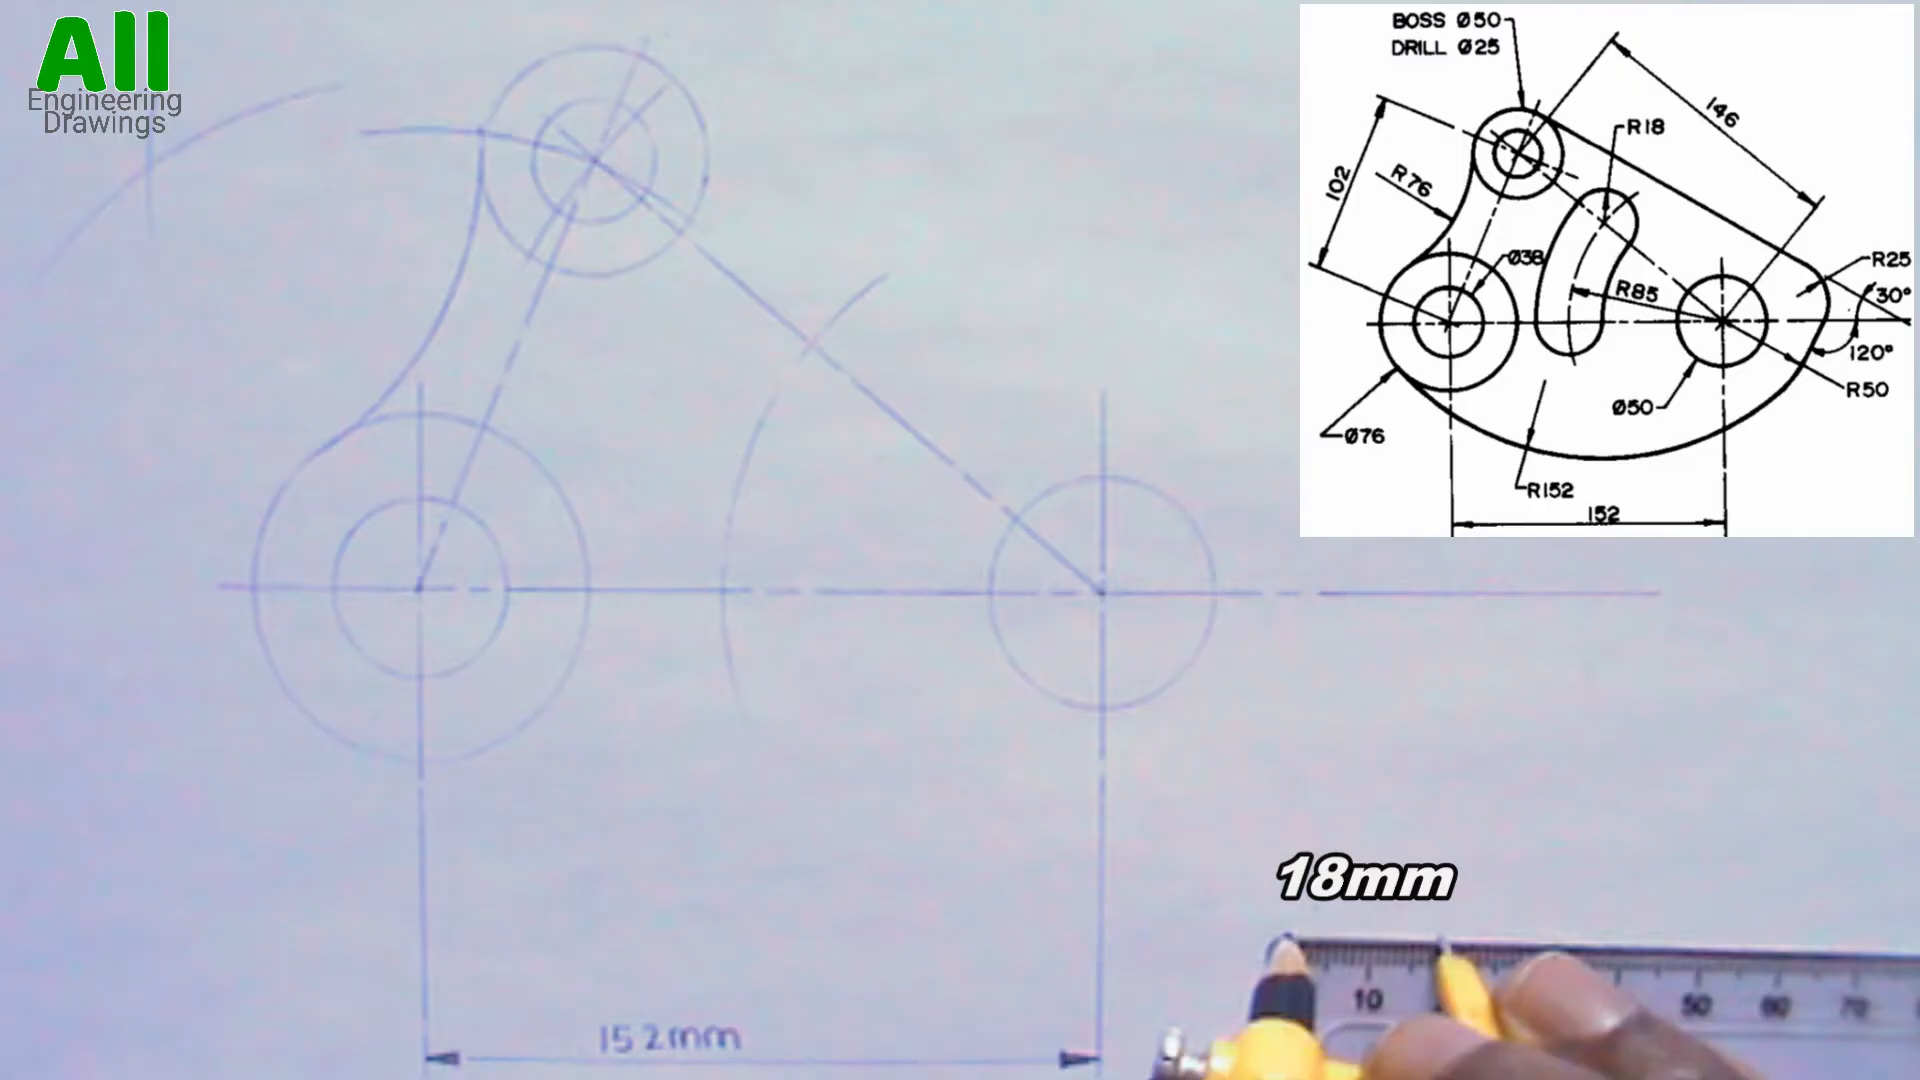 All
Engineering
Drawings
BOSS Ø50
DRILL Ø25
146
R18
102
R76
Ø38
R85
R25
30°
120°
R50
Ø50
Ø76
R152
152
18mm
10
50
60
70
152mm